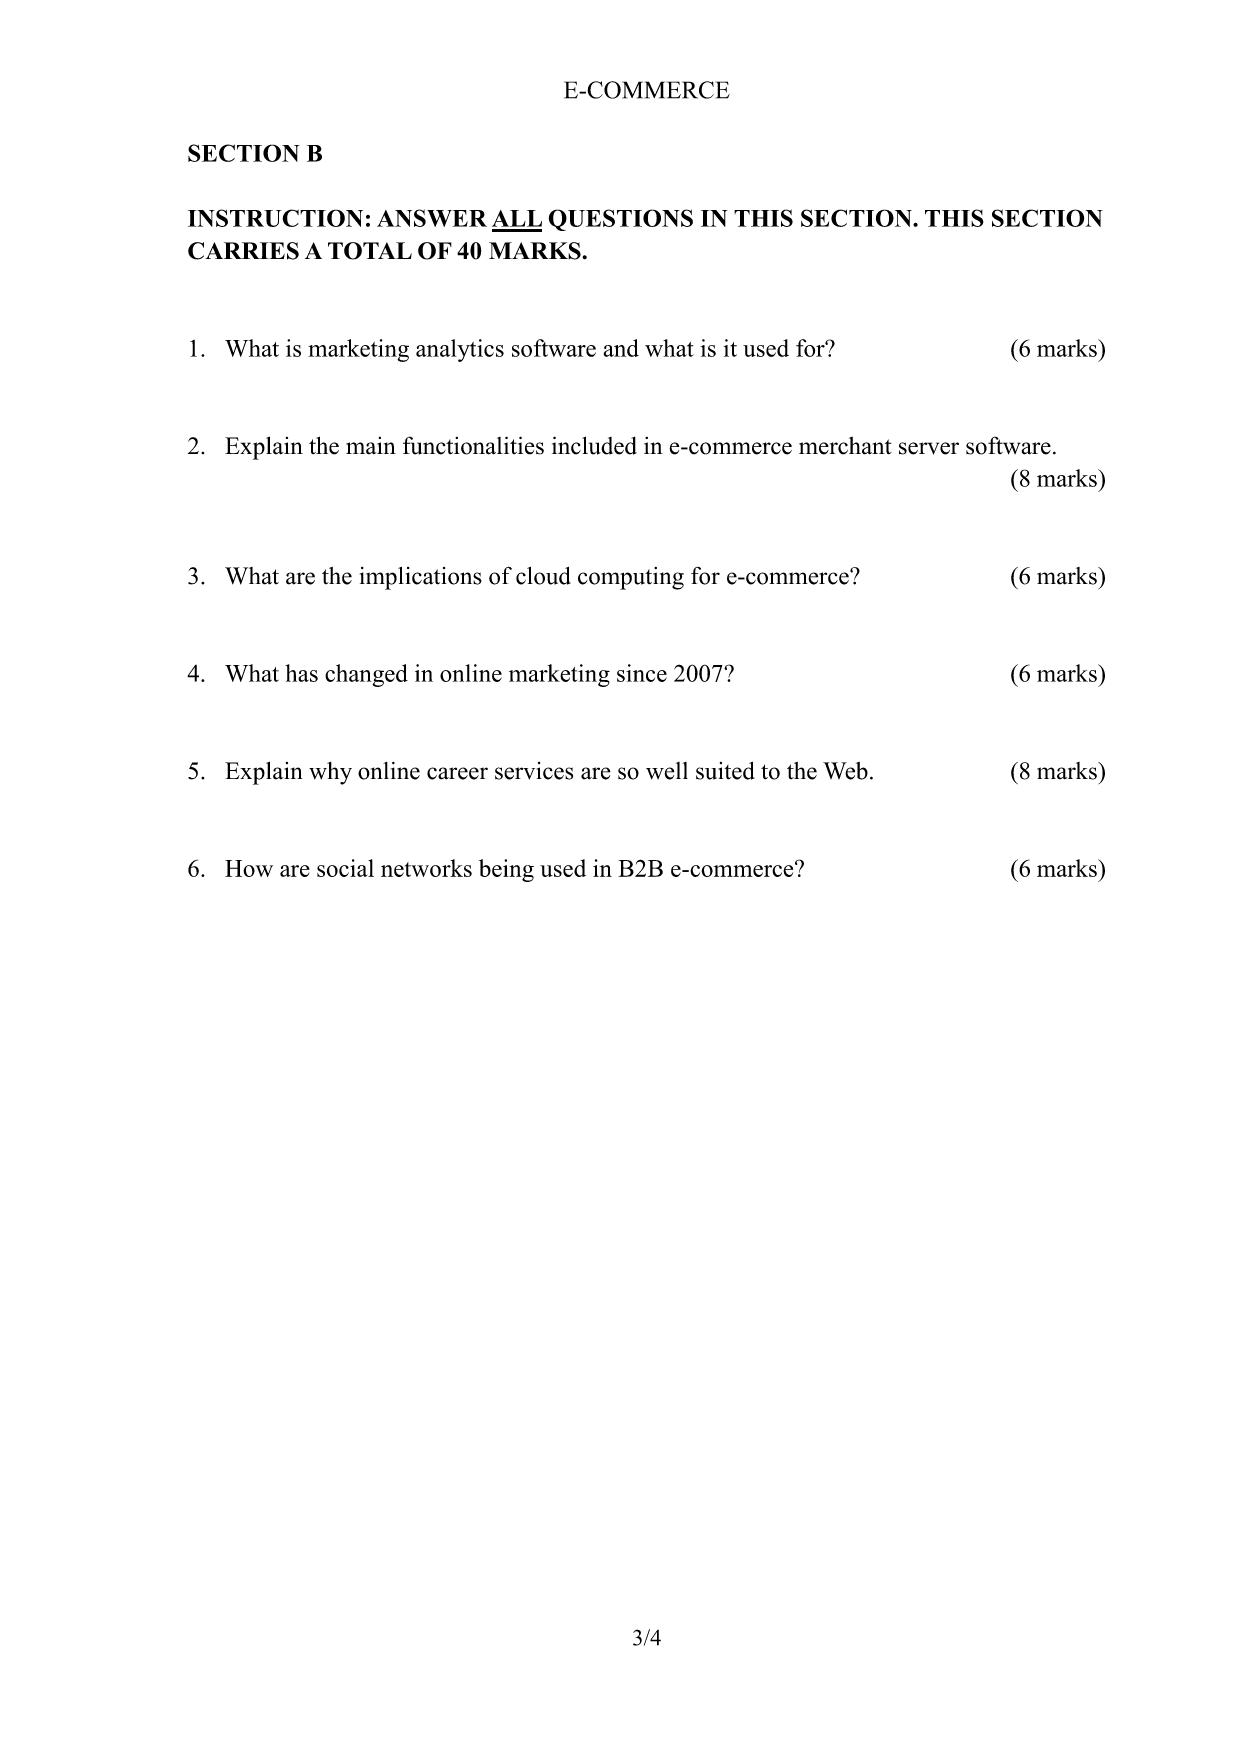 E-COMMERCE
SECTION B
INSTRUCTION: ANSWER ALL QUESTIONS IN THIS SECTION. THIS SECTION
CARRIES A TOTAL OF 40 MARKS.
1. What is marketing analytics software and what is it used for? (6 marks)
2. Explain the main functionalities included in e-commerce merchant server software.
(8 marks)
3. What are the implications of cloud computing for e-commerce? (6 marks)
4. What has changed in online marketing since 2007? (6 marks)
5. Explain why online career services are so well suited to the Web. (8 marks)
6. How are social networks being used in B2B e-commerce? (6 marks)
3/4